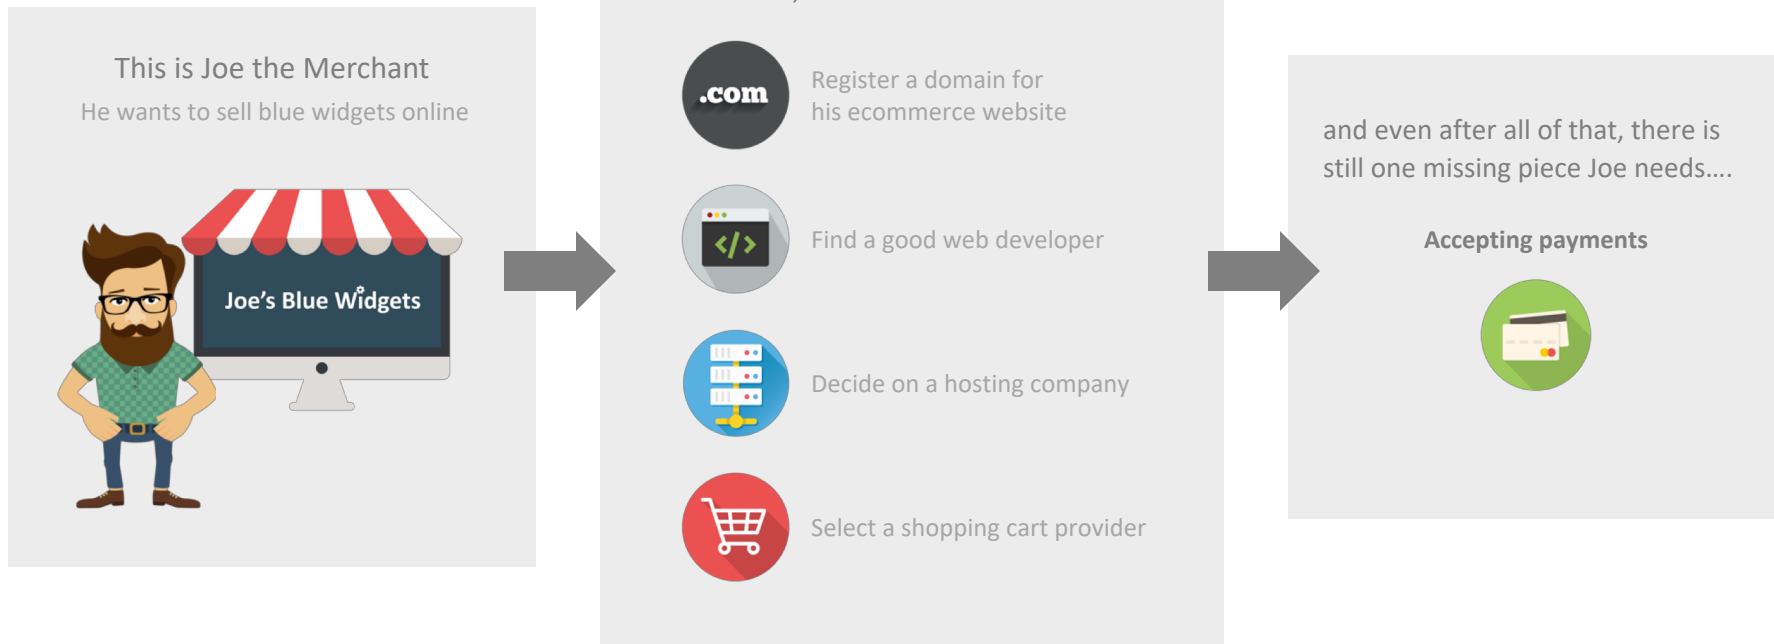 This is Joe the Merchant
He wants to sell blue widgets online
Joe's Blue Widgets
.com
Register a domain for
his ecommerce website
</>
Find a good web developer
Decide on a hosting company
Select a shopping cart provider
and even after all of that, there is
still one missing piece Joe needs....
Accepting payments